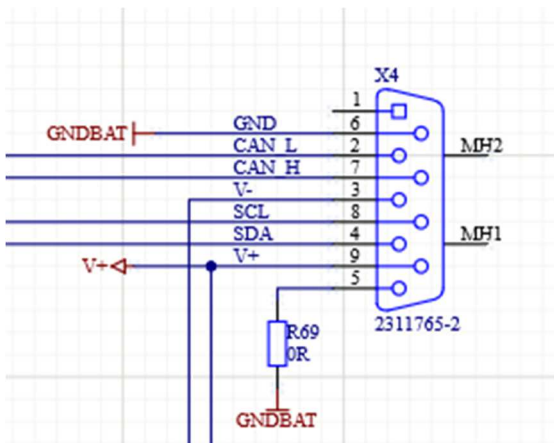 X4
1
GNDBAT GND 6
CAN_L 2 MH2
CAN_H 7
V- 3
SCL 8
SDA 4 MH1
V+ V+ 9
5
2311765-2
R69
0R
GNDBAT